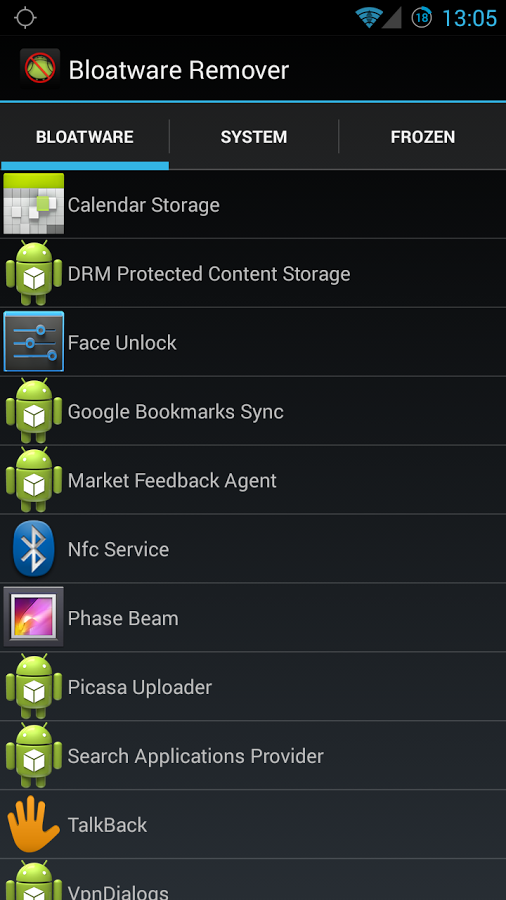 18 13:05
Bloatware Remover
BLOATWARE SYSTEM FROZEN
Calendar Storage
DRM Protected Content Storage
Face Unlock
Google Bookmarks Sync
Market Feedback Agent
Nfc Service
Phase Beam
Picasa Uploader
Search Applications Provider
TalkBack
VpnDialogs